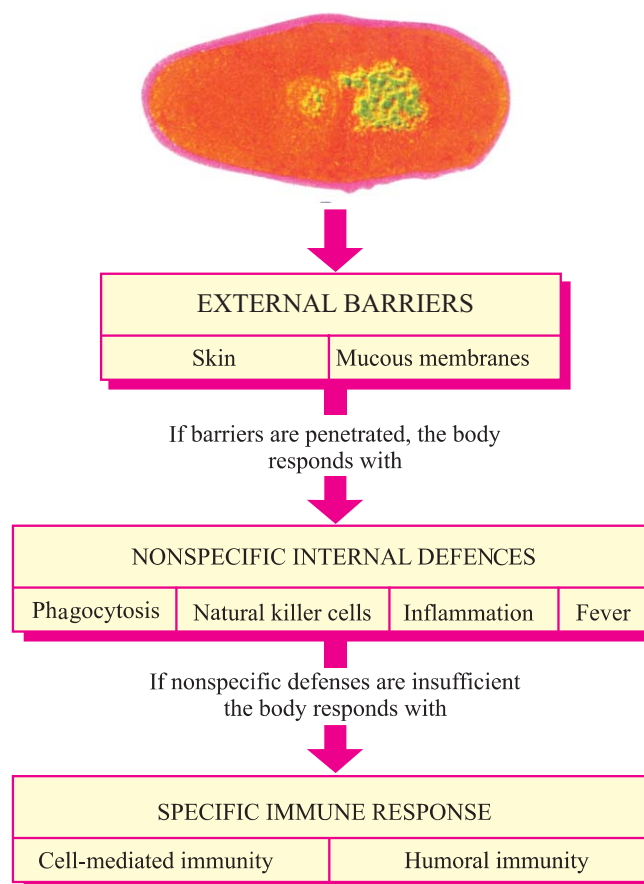 EXTERNAL BARRIERS
Skin
Mucous membranes
If barriers are penetrated, the body
responds with
NONSPECIFIC INTERNAL DEFENCES
Phagocytosis
Natural killer cells
Inflammation
Fever
If nonspecific defenses are insufficient
the body responds with
SPECIFIC IMMUNE RESPONSE
Cell-mediated immunity
Humoral immunity